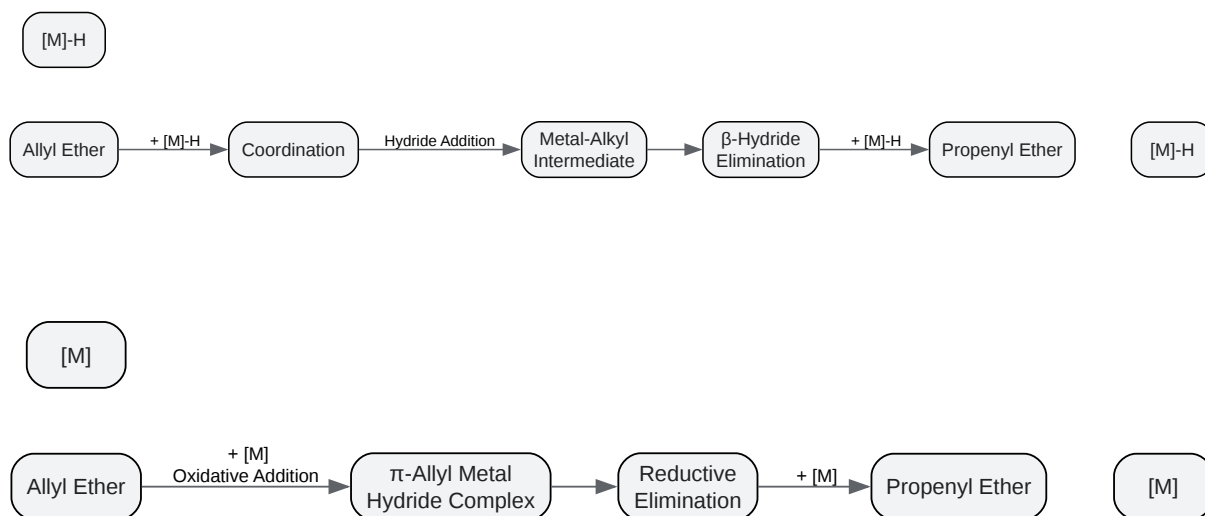 [M]-H
Allyl Ether
+ [M]-H
Coordination
Hydride Addition
Metal-Alkyl
Intermediate
β-Hydride
Elimination
+ [M]-H
Propenyl Ether
[M]-H
[M]
Allyl Ether
+ [M]
Oxidative Addition
π-Allyl Metal
Hydride Complex
Reductive
Elimination
+ [M]
Propenyl Ether
[M]